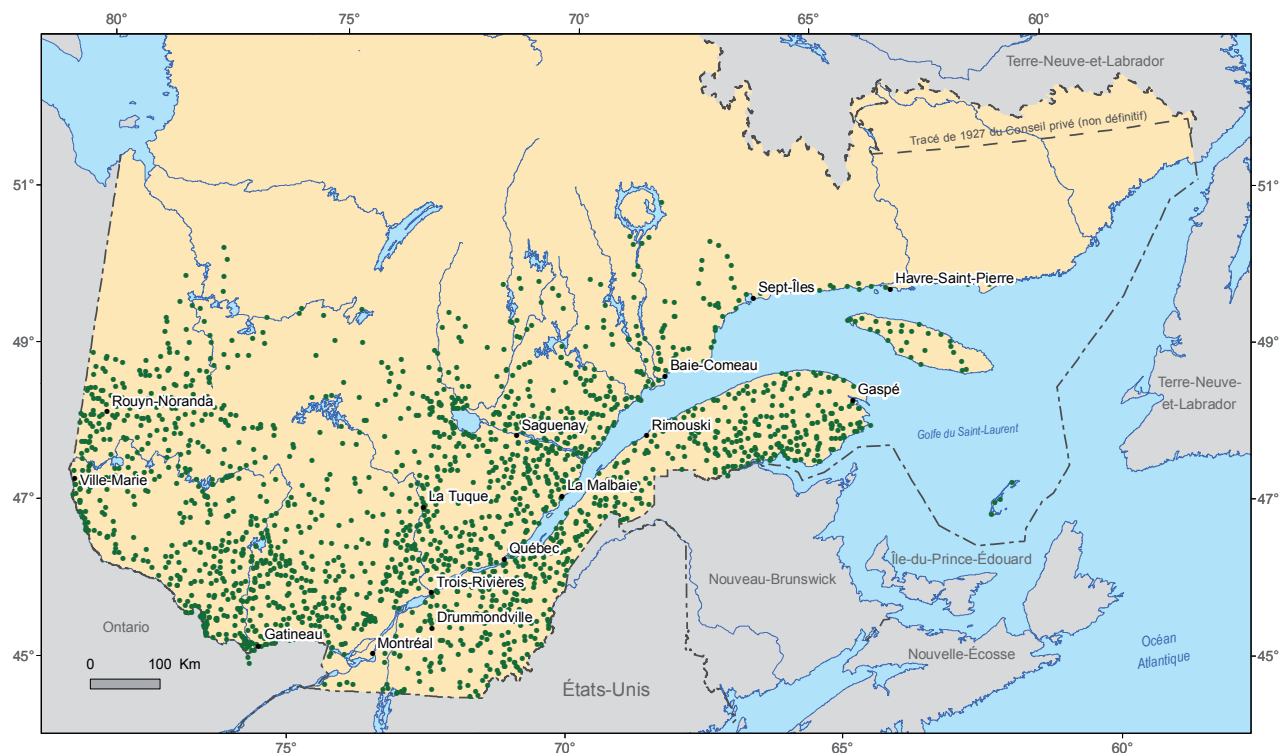 80° 75° 70° 65° 60°
Terre-Neuve-et-Labrador
Tracé de 1927 du Conseil privé (non définitif)
51° 51°
Havre-Saint-Pierre
Sept-Îles
49° 49°
Baie-Comeau
Terre-Neuve-
et-Labrador
Gaspé
Rouyn-Noranda
Saguenay
Rimouski
Golfe du Saint-Laurent
Ville-Marie
La Malbaie
47° 47°
La Tuque
Québec
Île-du-Prince-Édouard
Nouveau-Brunswick
Trois-Rivières
Drummondville
Ontario
Gatineau
Montréal
Océan
Atlantique
Nouvelle-Écosse
45° 45°
0 100 Km
États-Unis
75° 70° 65° 60°